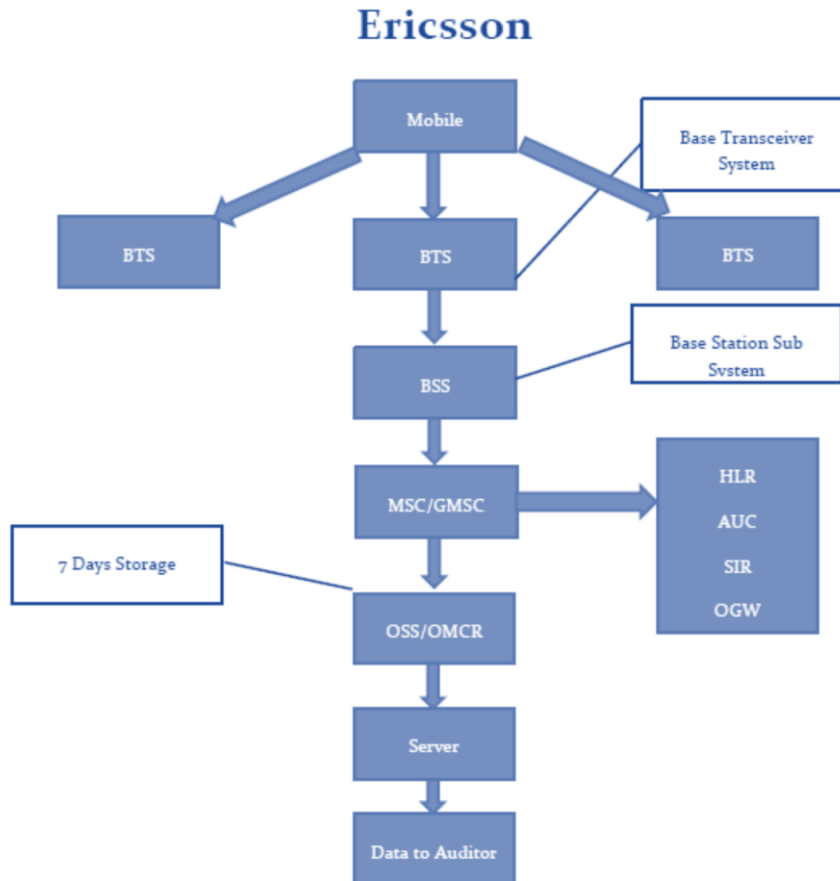 Ericsson
Mobile
Base Transceiver
System
BTS
BTS
BTS
Base Station Sub
System
BSS
HLR
MSC/GMSC
AUC
7 Days Storage
SIR
OSS/OMCR
OGW
Server
Data to Auditor